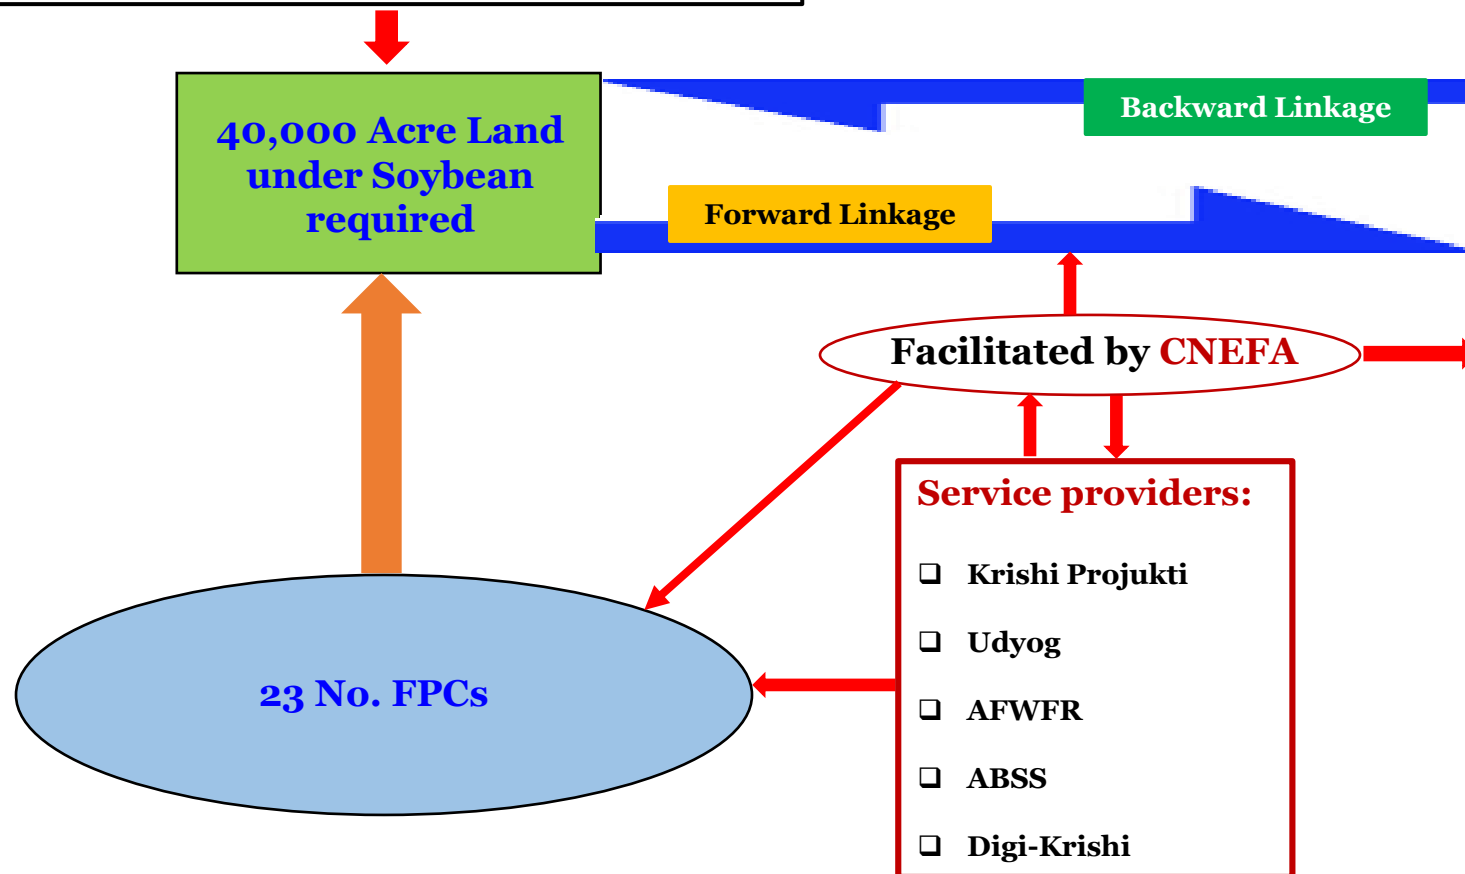 40,000 Acre Land
under Soybean
required
Backward Linkage
Forward Linkage
Facilitated by CNEFA
Service providers:
❑ Krishi Projukti
❑ Udyog
❑ AFWFR
❑ ABSS
❑ Digi-Krishi
23 No. FPCs